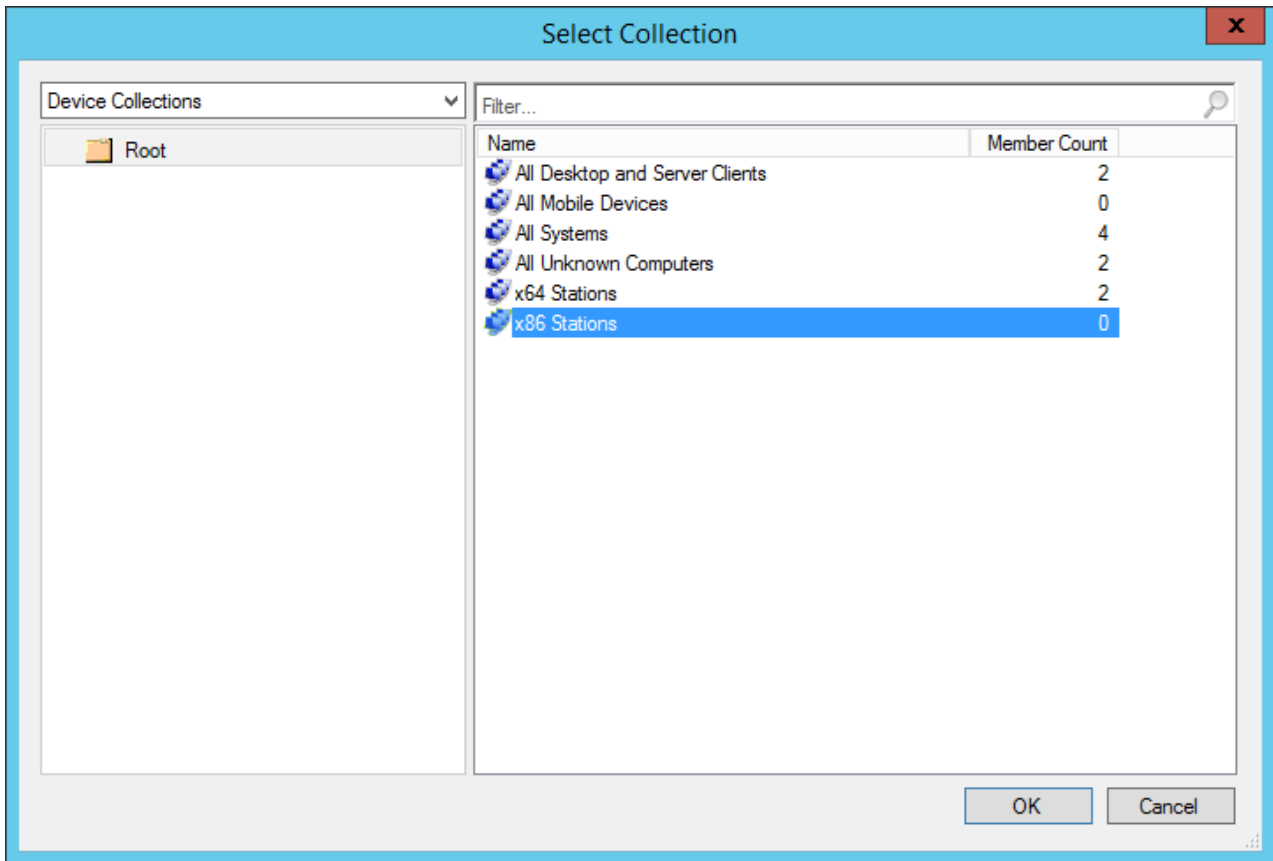 Select Collection
x
Device Collections
Filter...
Root
Name Member Count
All Desktop and Server Clients 2
All Mobile Devices 0
All Systems 4
All Unknown Computers 2
x64 Stations 2
x86 Stations 0
OK Cancel